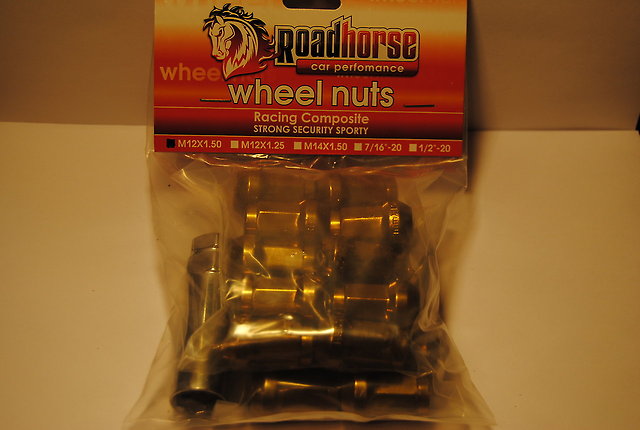 Roadhorse
car perfomance
whee
wheel nuts
Racing Composite
STRONG SECURITY SPORTY
M12X1.50 M12X1.25 M14X1.50 7/16"-20 1/2"-20